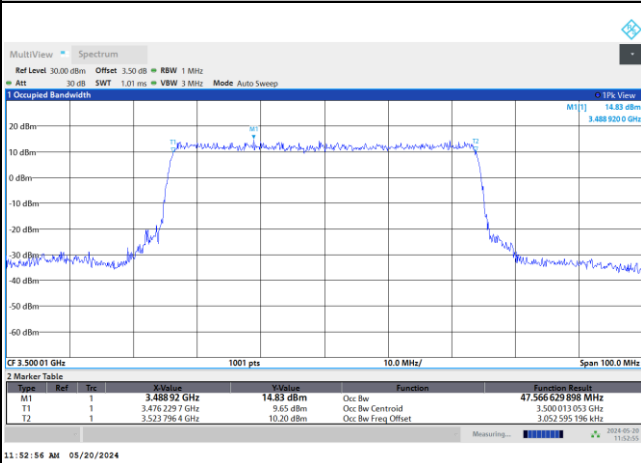 MultiView Spectrum
Ref Level 30.00 dBm Offset 3.50 dB RBW 1 MHz
Att 30 dB SWT 1.01 ms VBW 3 MHz Mode Auto Sweep
1 Occupied Bandwidth 1Pk View
M1[1] 14.83 dBm
3.488 920 0 GHz
M1
T1 T2
20 dBm
10 dBm
0 dBm
-10 dBm
-20 dBm
-30 dBm
-40 dBm
-50 dBm
-60 dBm
CF 3.500 01 GHz 1001 pts 10.0 MHz/ Span 100.0 MHz
2 Marker Table
Type Ref Trc X-Value Y-Value Function Function Result
M1 1 3.488 92 GHz 14.83 dBm Occ Bw 47.566 629 898 MHz
T1 1 3.476 229 7 GHz 9.65 dBm Occ Bw Centroid 3.500 013 053 GHz
T2 1 3.523 796 4 GHz 10.20 dBm Occ Bw Freq Offset 3.052 595 196 kHz
Measuring... 2024-05-20
11:52:55
11:52:56 AM 05/20/2024